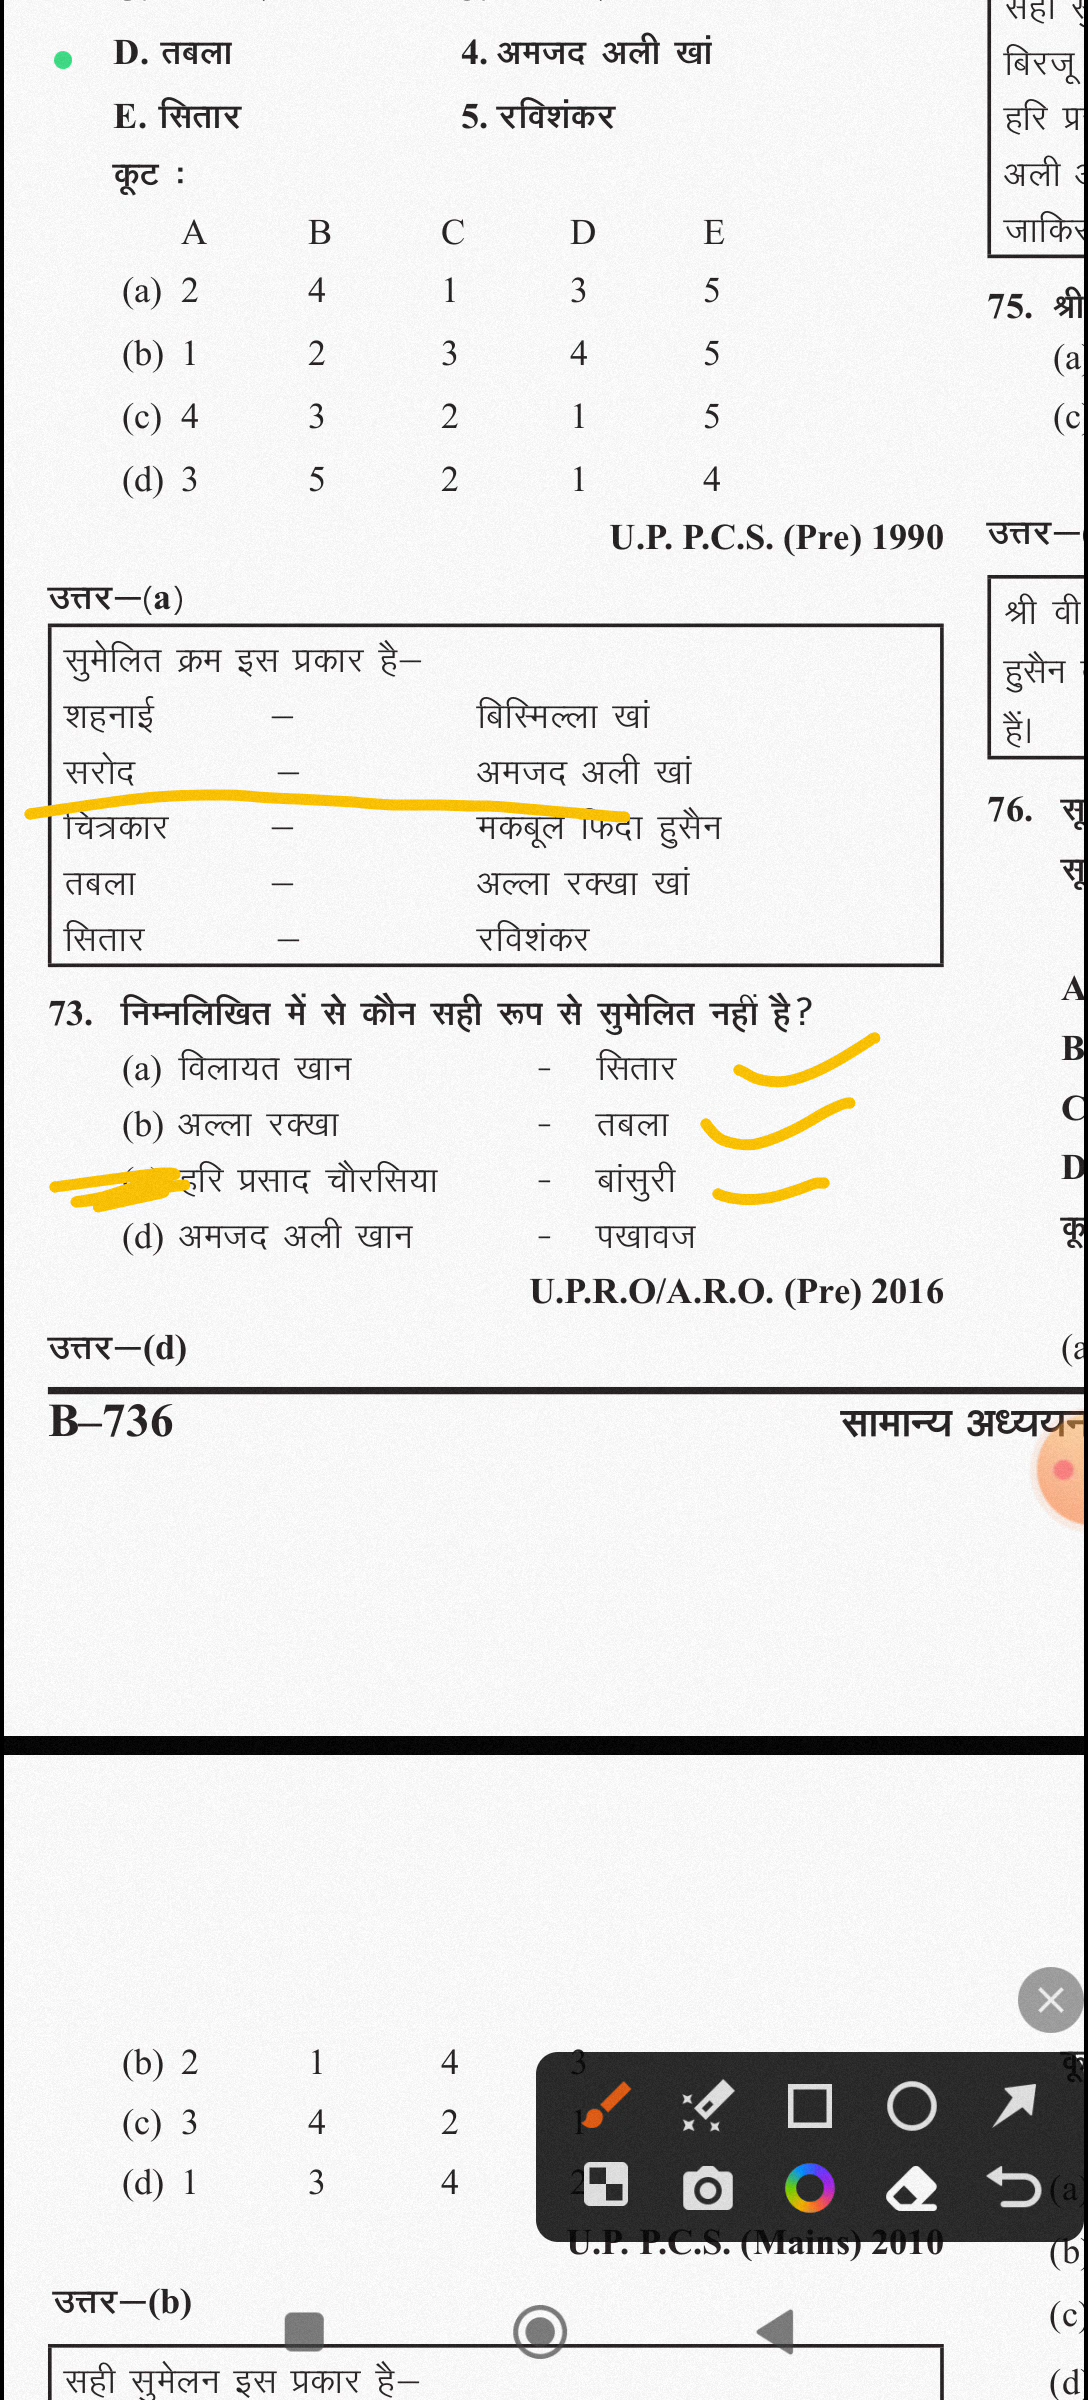 D. तबला 4. अमजद अली खां
E. सितार 5. रविशंकर
कूट :
A B C D E
(a) 2 4 1 3 5
(b) 1 2 3 4 5
(c) 4 3 2 1 5
(d) 3 5 2 1 4
U.P. P.C.S. (Pre) 1990
उत्तर—(a)
सुमेलित क्रम इस प्रकार है–
शहनाई – बिस्मिल्ला खां
सरोद – अमजद अली खां
चित्रकार – मकबूल फिदा हुसैन
तबला – अल्ला रक्खा खां
सितार – रविशंकर
73. निम्नलिखित में से कौन सही रूप से सुमेलित नहीं है?
(a) विलायत खान - सितार
(b) अल्ला रक्खा - तबला
हरि प्रसाद चौरसिया - बांसुरी
(d) अमजद अली खान - पखावज
U.P.R.O/A.R.O. (Pre) 2016
उत्तर—(d)
B–736 सामान्य अध्ययन
(b) 2 1 4 3
(c) 3 4 2 1
(d) 1 3 4 2
U.P. P.C.S. (Mains) 2010
उत्तर—(b)
सही सुमेलन इस प्रकार है–
बिरजू
हरि
अली
75. श्री
(a)
(c)
उत्तर—
श्री वी
हुसैन
हैं।
76.
A
B
C
D
(a
(a
(b)
(c)
(d)